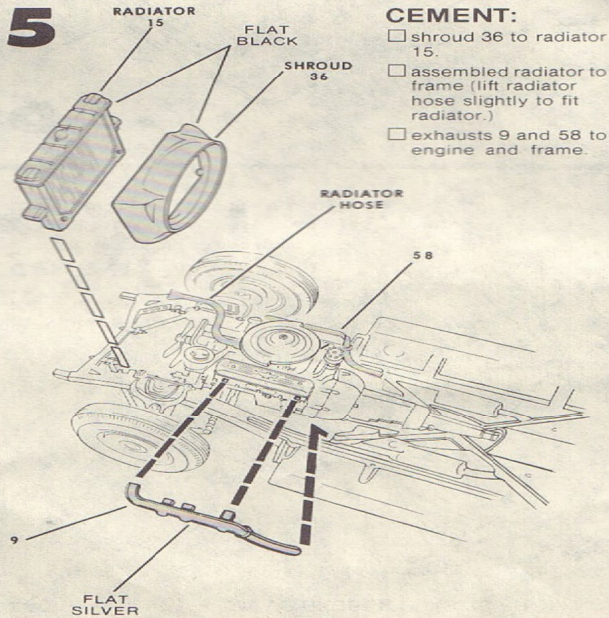 5
RADIATOR
15
FLAT
BLACK
SHROUD
36
CEMENT:
shroud 36 to radiator
15.
assembled radiator to
frame (lift radiator
hose slightly to fit
radiator.)
exhausts 9 and 58 to
engine and frame.
RADIATOR
HOSE
58
9
FLAT
SILVER